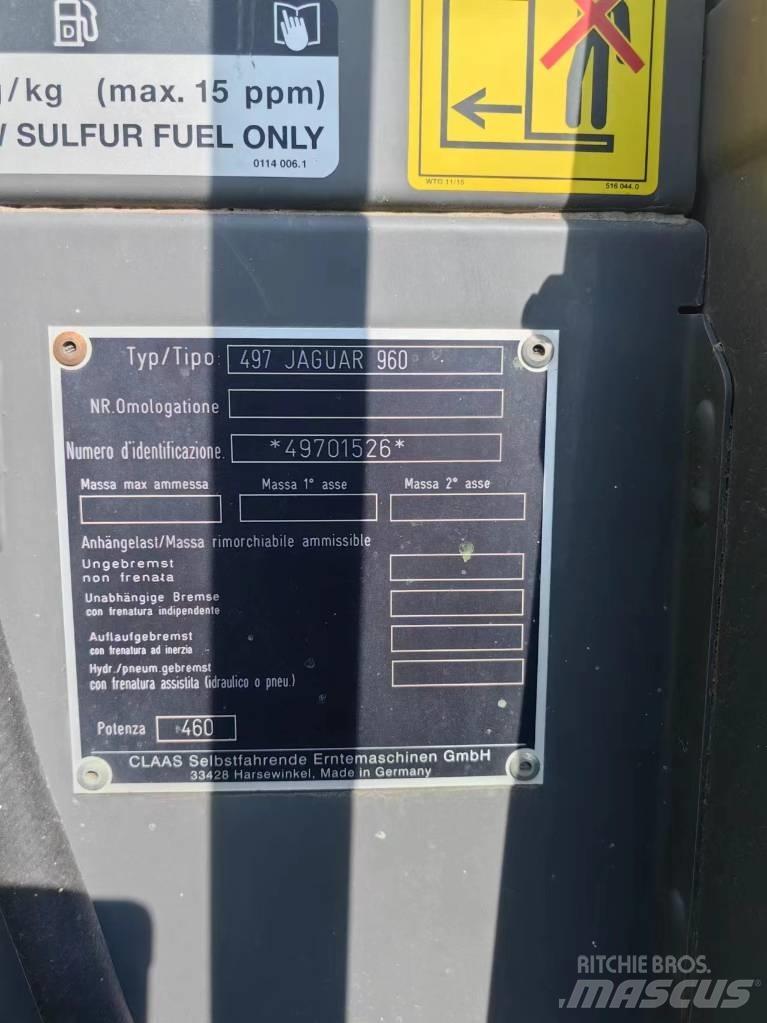 /kg (max. 15 ppm)
SULFUR FUEL ONLY
0114 006.1
D
WTG 11/15
516 044.0
Typ/Tipo: 497 JAGUAR 960
NR.Omologatione
Numero d'identificazione. *49701526*
Massa max ammessa Massa 1° asse Massa 2° asse
Anhängelast/Massa rimorchiabile ammissible
Ungebremst
non frenata
Unabhängige Bremse
con frenatura indipendente
Auflaufgebremst
con frenatura ad inerzia
Hydr./pneum.gebremst
con frenatura assistita (idraulico o pneu.)
Potenza 460
CLAAS Selbstfahrende Erntemaschinen GmbH
33428 Harsewinkel, Made in Germany
RITCHIE BROS.
MASCUS